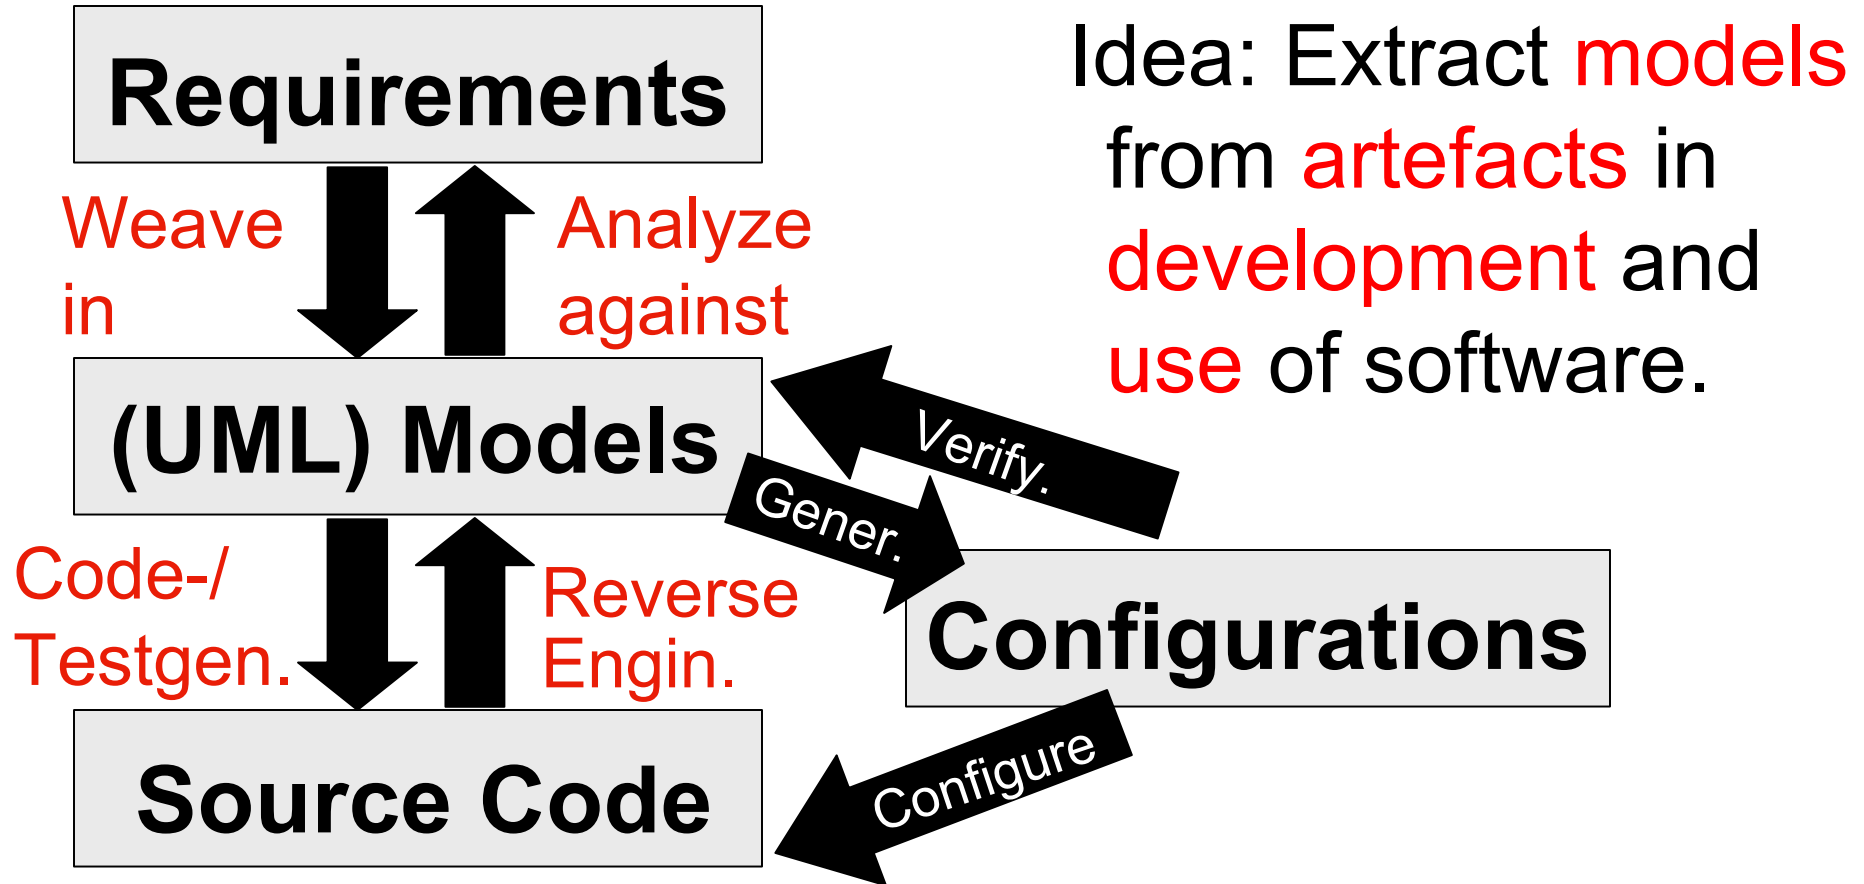 Requirements
Idea: Extract models
from artefacts in
development and
use of software.
Weave
in
Analyze
against
(UML) Models
Verify.
Gener.
Code-/
Testgen.
Reverse
Engin.
Configurations
Configure
Source Code